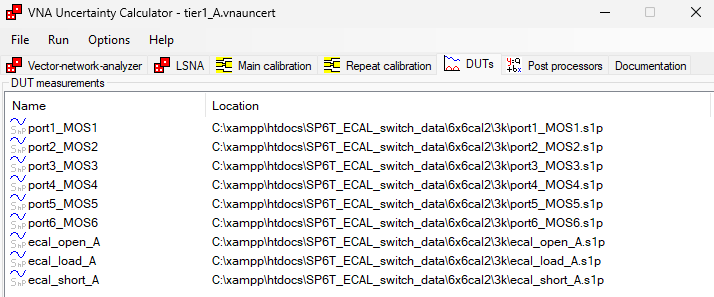 VNA Uncertainty Calculator - tier1_A.vnauncert
File Run Options Help
Vector-network-analyzer LSNA Main calibration Repeat calibration DUTs Post processors Documentation
DUT measurements
Name Location
port1_MOS1 C:\xampp\htdocs\SP6T_ECAL_switch_data\6x6cal2\3k\port1_MOS1.s1p
port2_MOS2 C:\xampp\htdocs\SP6T_ECAL_switch_data\6x6cal2\3k\port2_MOS2.s1p
port3_MOS3 C:\xampp\htdocs\SP6T_ECAL_switch_data\6x6cal2\3k\port3_MOS3.s1p
port4_MOS4 C:\xampp\htdocs\SP6T_ECAL_switch_data\6x6cal2\3k\port4_MOS4.s1p
port5_MOS5 C:\xampp\htdocs\SP6T_ECAL_switch_data\6x6cal2\3k\port5_MOS5.s1p
port6_MOS6 C:\xampp\htdocs\SP6T_ECAL_switch_data\6x6cal2\3k\port6_MOS6.s1p
ecal_open_A C:\xampp\htdocs\SP6T_ECAL_switch_data\6x6cal2\3k\ecal_open_A.s1p
ecal_load_A C:\xampp\htdocs\SP6T_ECAL_switch_data\6x6cal2\3k\ecal_load_A.s1p
ecal_short_A C:\xampp\htdocs\SP6T_ECAL_switch_data\6x6cal2\3k\ecal_short_A.s1p